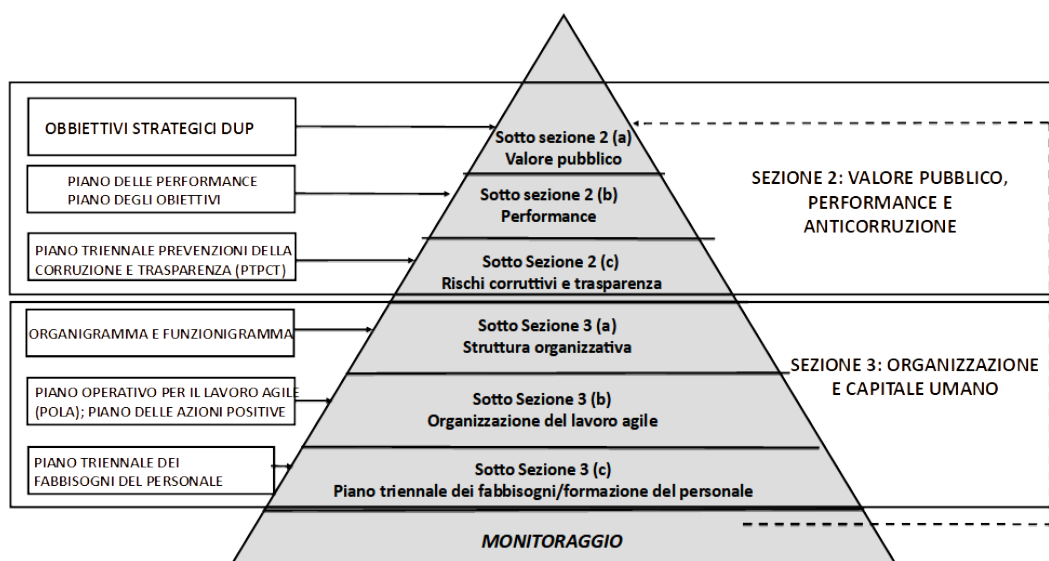 OBBIETTIVI STRATEGICI DUP
Sotto sezione 2 (a)
Valore pubblico
PIANO DELLE PERFORMANCE
PIANO DEGLI OBIETTIVI
Sotto sezione 2 (b)
Performance
SEZIONE 2: VALORE PUBBLICO,
PERFORMANCE E
ANTICORRUZIONE
PIANO TRIENNALE PREVENZIONI DELLA
CORRUZIONE E TRASPARENZA (PTPCT)
Sotto Sezione 2 (c)
Rischi corruttivi e trasparenza
ORGANIGRAMMA E FUNZIONIGRAMMA
Sotto Sezione 3 (a)
Struttura organizzativa
SEZIONE 3: ORGANIZZAZIONE
E CAPITALE UMANO
PIANO OPERATIVO PER IL LAVORO AGILE
(POLA); PIANO DELLE AZIONI POSITIVE
Sotto Sezione 3 (b)
Organizzazione del lavoro agile
PIANO TRIENNALE DEI
FABBISOGNI DEL PERSONALE
Sotto Sezione 3 (c)
Piano triennale dei fabbisogni/formazione del personale
MONITORAGGIO